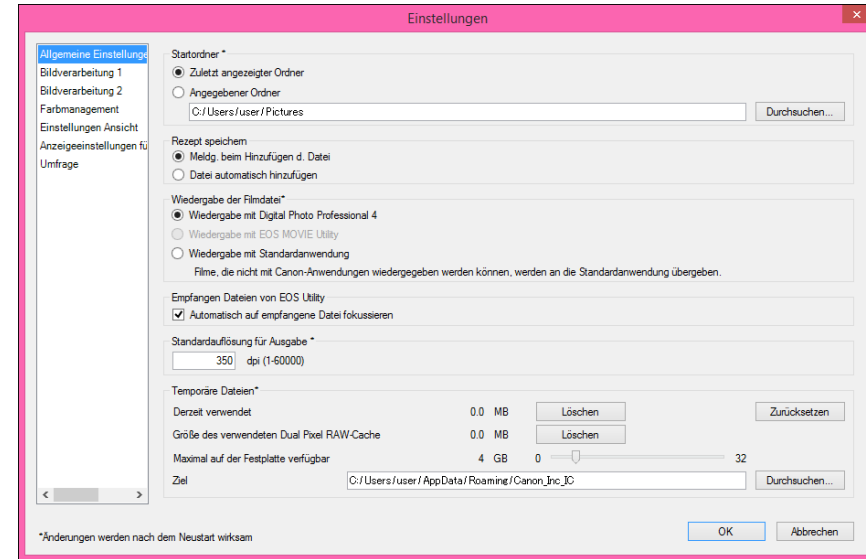 Einstellungen
Allgemeine Einstellunge
Bildverarbeitung 1
Bildverarbeitung 2
Farbmanagement
Einstellungen Ansicht
Anzeigeeinstellungen fü
Umfrage
Startordner *
Zuletzt angezeigter Ordner
Angegebener Ordner
C:/Users/user/Pictures Durchsuchen...
Rezept speichern
Meldg. beim Hinzufügen d. Datei
Datei automatisch hinzufügen
Wiedergabe der Filmdatei*
Wiedergabe mit Digital Photo Professional 4
Wiedergabe mit EOS MOVIE Utility
Wiedergabe mit Standardanwendung
Filme, die nicht mit Canon-Anwendungen wiedergegeben werden können, werden an die Standardanwendung übergeben.
Empfangen Dateien von EOS Utility
Automatisch auf empfangene Datei fokussieren
Standardauflösung für Ausgabe *
350 dpi (1-60000)
Temporäre Dateien*
Derzeit verwendet 0.0 MB Löschen Zurücksetzen
Größe des verwendeten Dual Pixel RAW-Cache 0.0 MB Löschen
Maximal auf der Festplatte verfügbar 4 GB 0 32
Ziel C:/Users/user/AppData/Roaming/Canon_Inc_IC Durchsuchen...
*Änderungen werden nach dem Neustart wirksam
OK Abbrechen